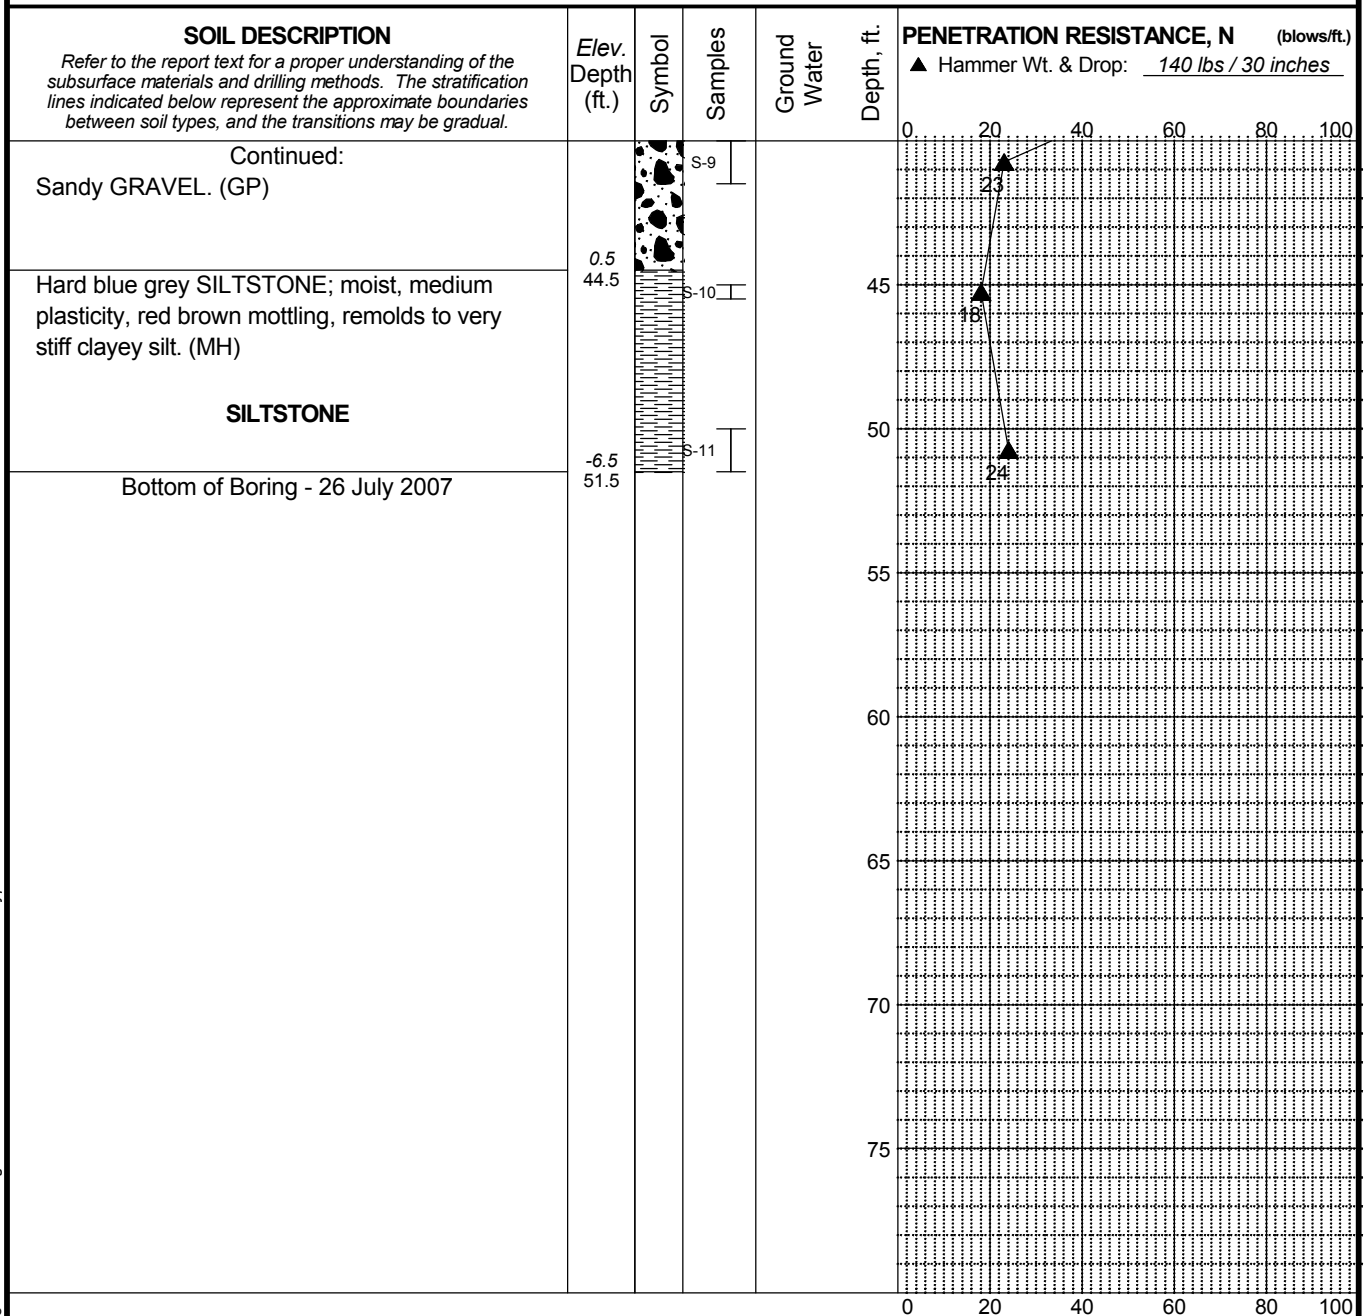 SOIL DESCRIPTION
Refer to the report text for a proper understanding of the
subsurface materials and drilling methods. The stratification
lines indicated below represent the approximate boundaries
between soil types, and the transitions may be gradual.
Elev.
Depth
(ft.)
Symbol
Samples
Ground
Water
Depth, ft.
PENETRATION RESISTANCE, N (blows/ft.)
▲ Hammer Wt. & Drop: 140 lbs / 30 inches
0 20 40 60 80 100
Continued:
Sandy GRAVEL. (GP)
S-9
23
0.5
44.5
Hard blue grey SILTSTONE; moist, medium
plasticity, red brown mottling, remolds to very
stiff clayey silt. (MH)
S-10
45
18
SILTSTONE
50
S-11
24
-6.5
51.5
Bottom of Boring - 26 July 2007
55
60
65
70
75
0 20 40 60 100